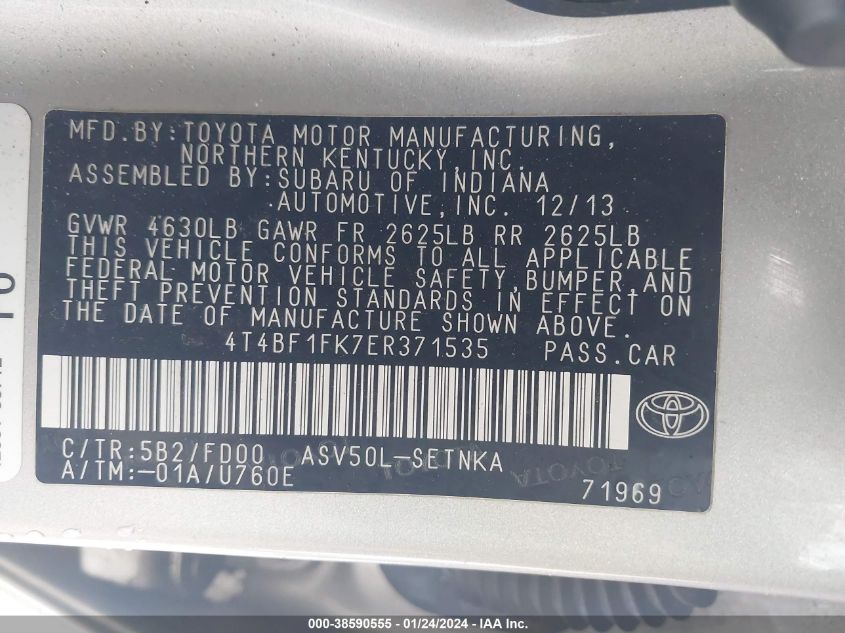 MFD.BY:TOYOTA MOTOR MANUFACTURING,
NORTHERN KENTUCKY,INC.
ASSEMBLED BY:SUBARU OF INDIANA
AUTOMOTIVE,INC. 12/13
GVWR 4630LB GAWR FR 2625LB RR 2625LB
THIS VEHICLE CONFORMS TO ALL APPLICABLE
FEDERAL MOTOR VEHICLE SAFETY,BUMPER,AND
THEFT PREVENTION STANDARDS IN EFFECT ON
THE DATE OF MANUFACTURE SHOWN ABOVE.
4T4BF1FK7ER371535 PASS.CAR
C/TR:5B2/FD00 ASV50L-SETNKA
A/TM:-01A/U760E
TOYOTA
71969
000-38590555 - 01/24/2024 - IAA Inc.